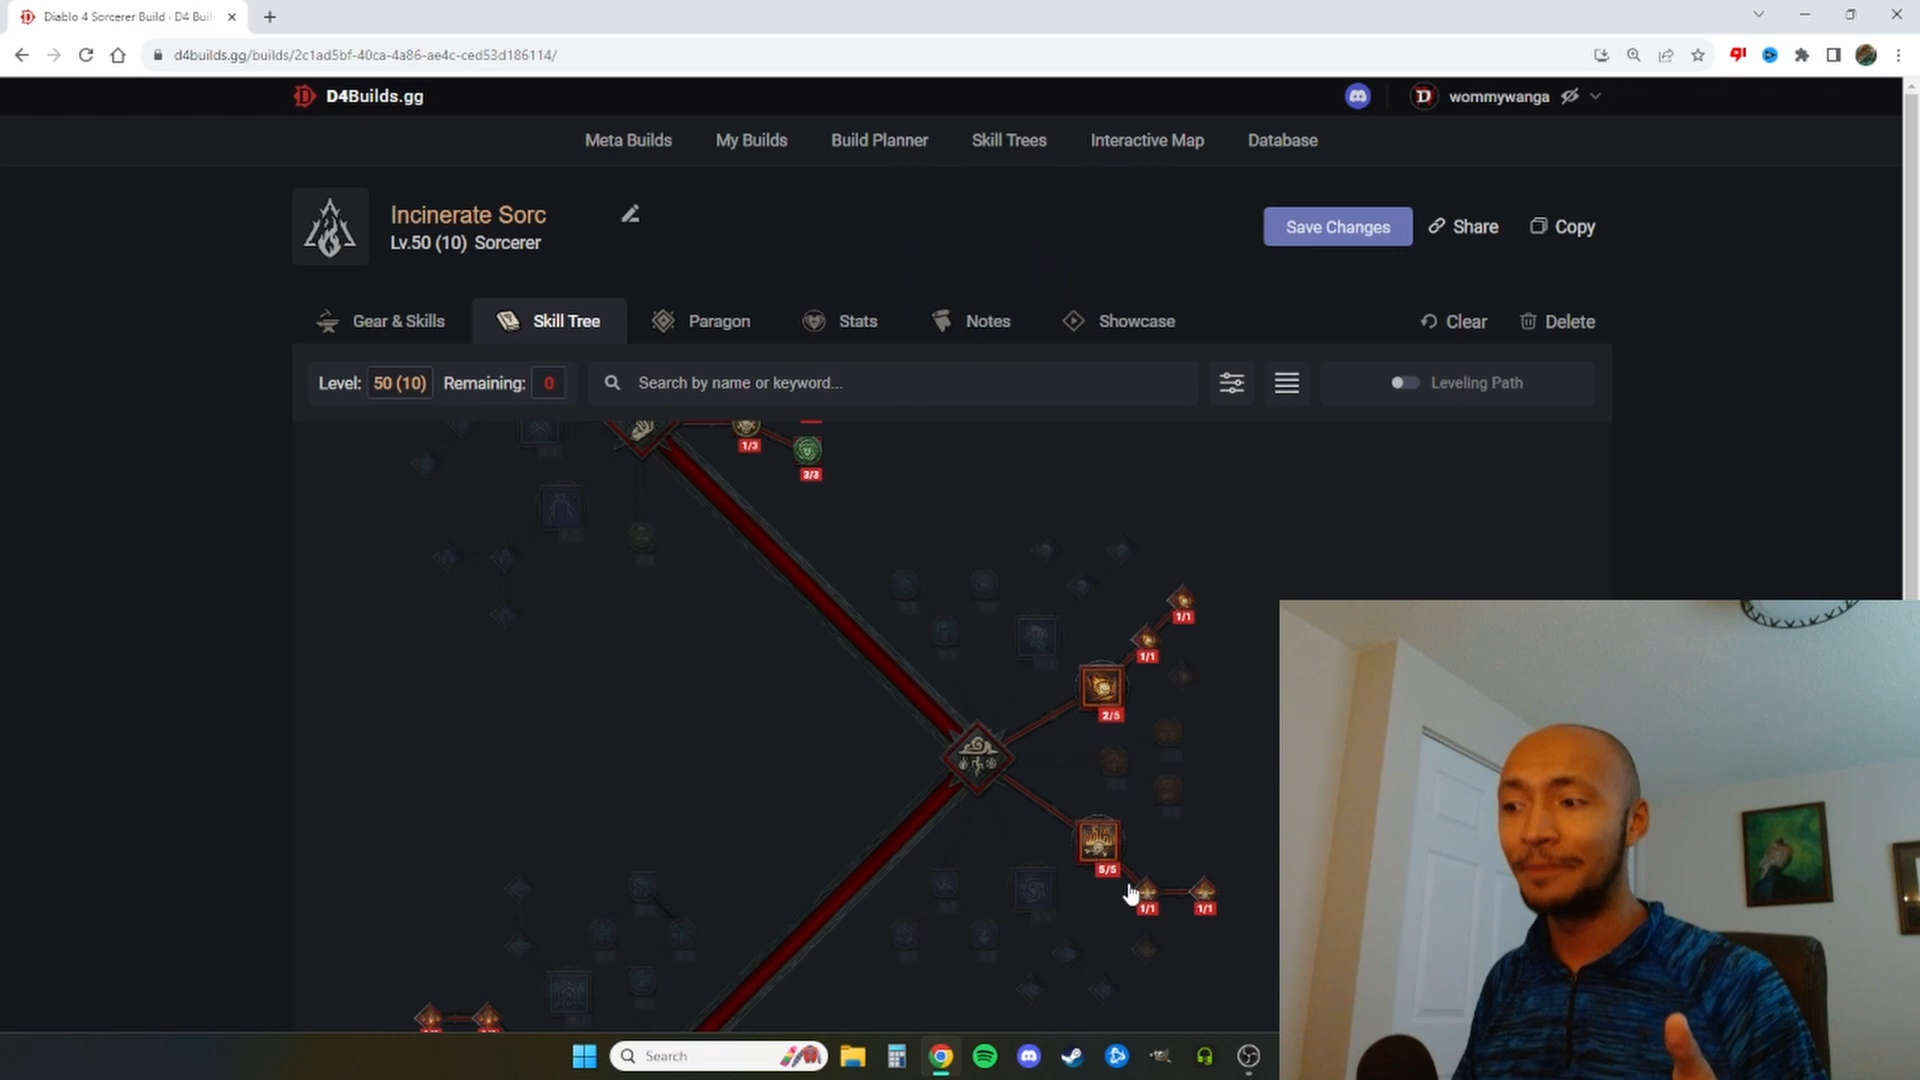 Diablo 4 Sorcerer Build - D4 Buil
d4builds.gg/builds/2c1ad5bf-40ca-4a86-ae4c-ced53d186114/
D4Builds.gg
wommywanga
Meta Builds My Builds Build Planner Skill Trees Interactive Map Database
Incinerate Sorc
Lv.50 (10) Sorcerer
Save Changes Share Copy
Gear & Skills Skill Tree Paragon Stats Notes Showcase Clear Delete
Level: 50 (10) Remaining: 0 Search by name or keyword... Leveling Path
1/3
3/3
1/1
1/1
2/5
5/5
1/1 1/1
Search